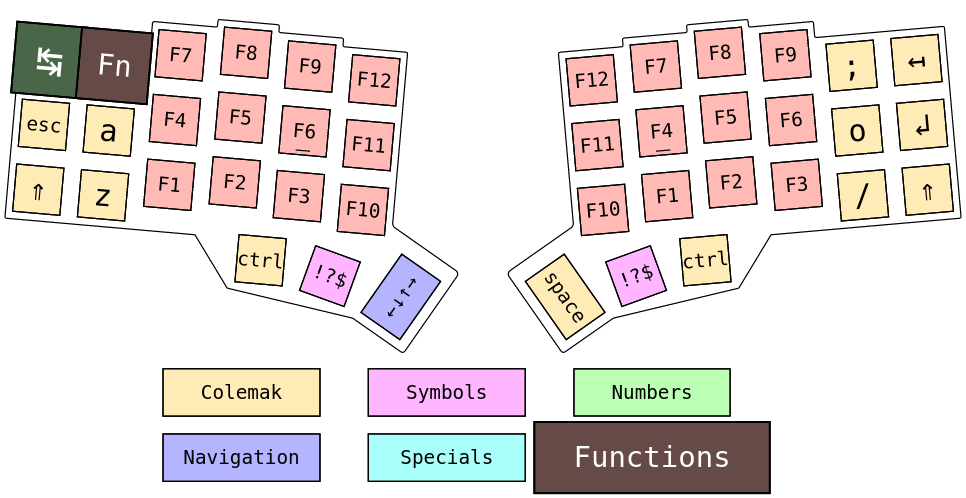 ↹ Fn F7 F8 F9 F12
esc a F4 F5 F6 F11
⇑ z F1 F2 F3 F10
ctrl !?$ ←↑ ↓→
F12 F7 F8 F9 ; ↤
F11 F4 F5 F6 o ↲
F10 F1 F2 F3 / ⇑
space !?$ ctrl
Colemak Symbols Numbers
Navigation Specials Functions